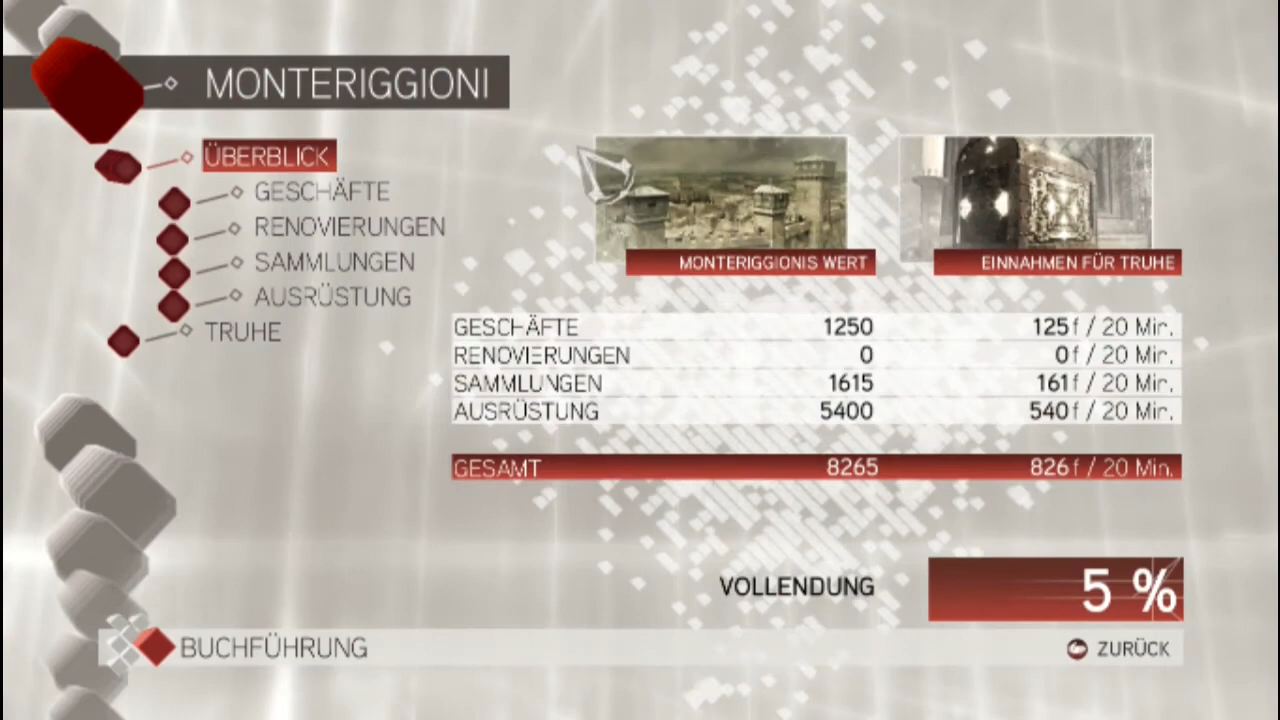 MONTERIGGIONI
ÜBERBLICK
GESCHÄFTE
RENOVIERUNGEN
SAMMLUNGEN
AUSRÜSTUNG
TRUHE
MONTERIGGIONIS WERT
EINNAHMEN FÜR TRUHE
GESCHÄFTE 1250 125f / 20 Min.
RENOVIERUNGEN 0 0f / 20 Min.
SAMMLUNGEN 1615 161f / 20 Min.
AUSRÜSTUNG 5400 540f / 20 Min.
GESAMT 8265 826f / 20 Min.
VOLLENDUNG 5 %
BUCHFÜHRUNG
ZURÜCK